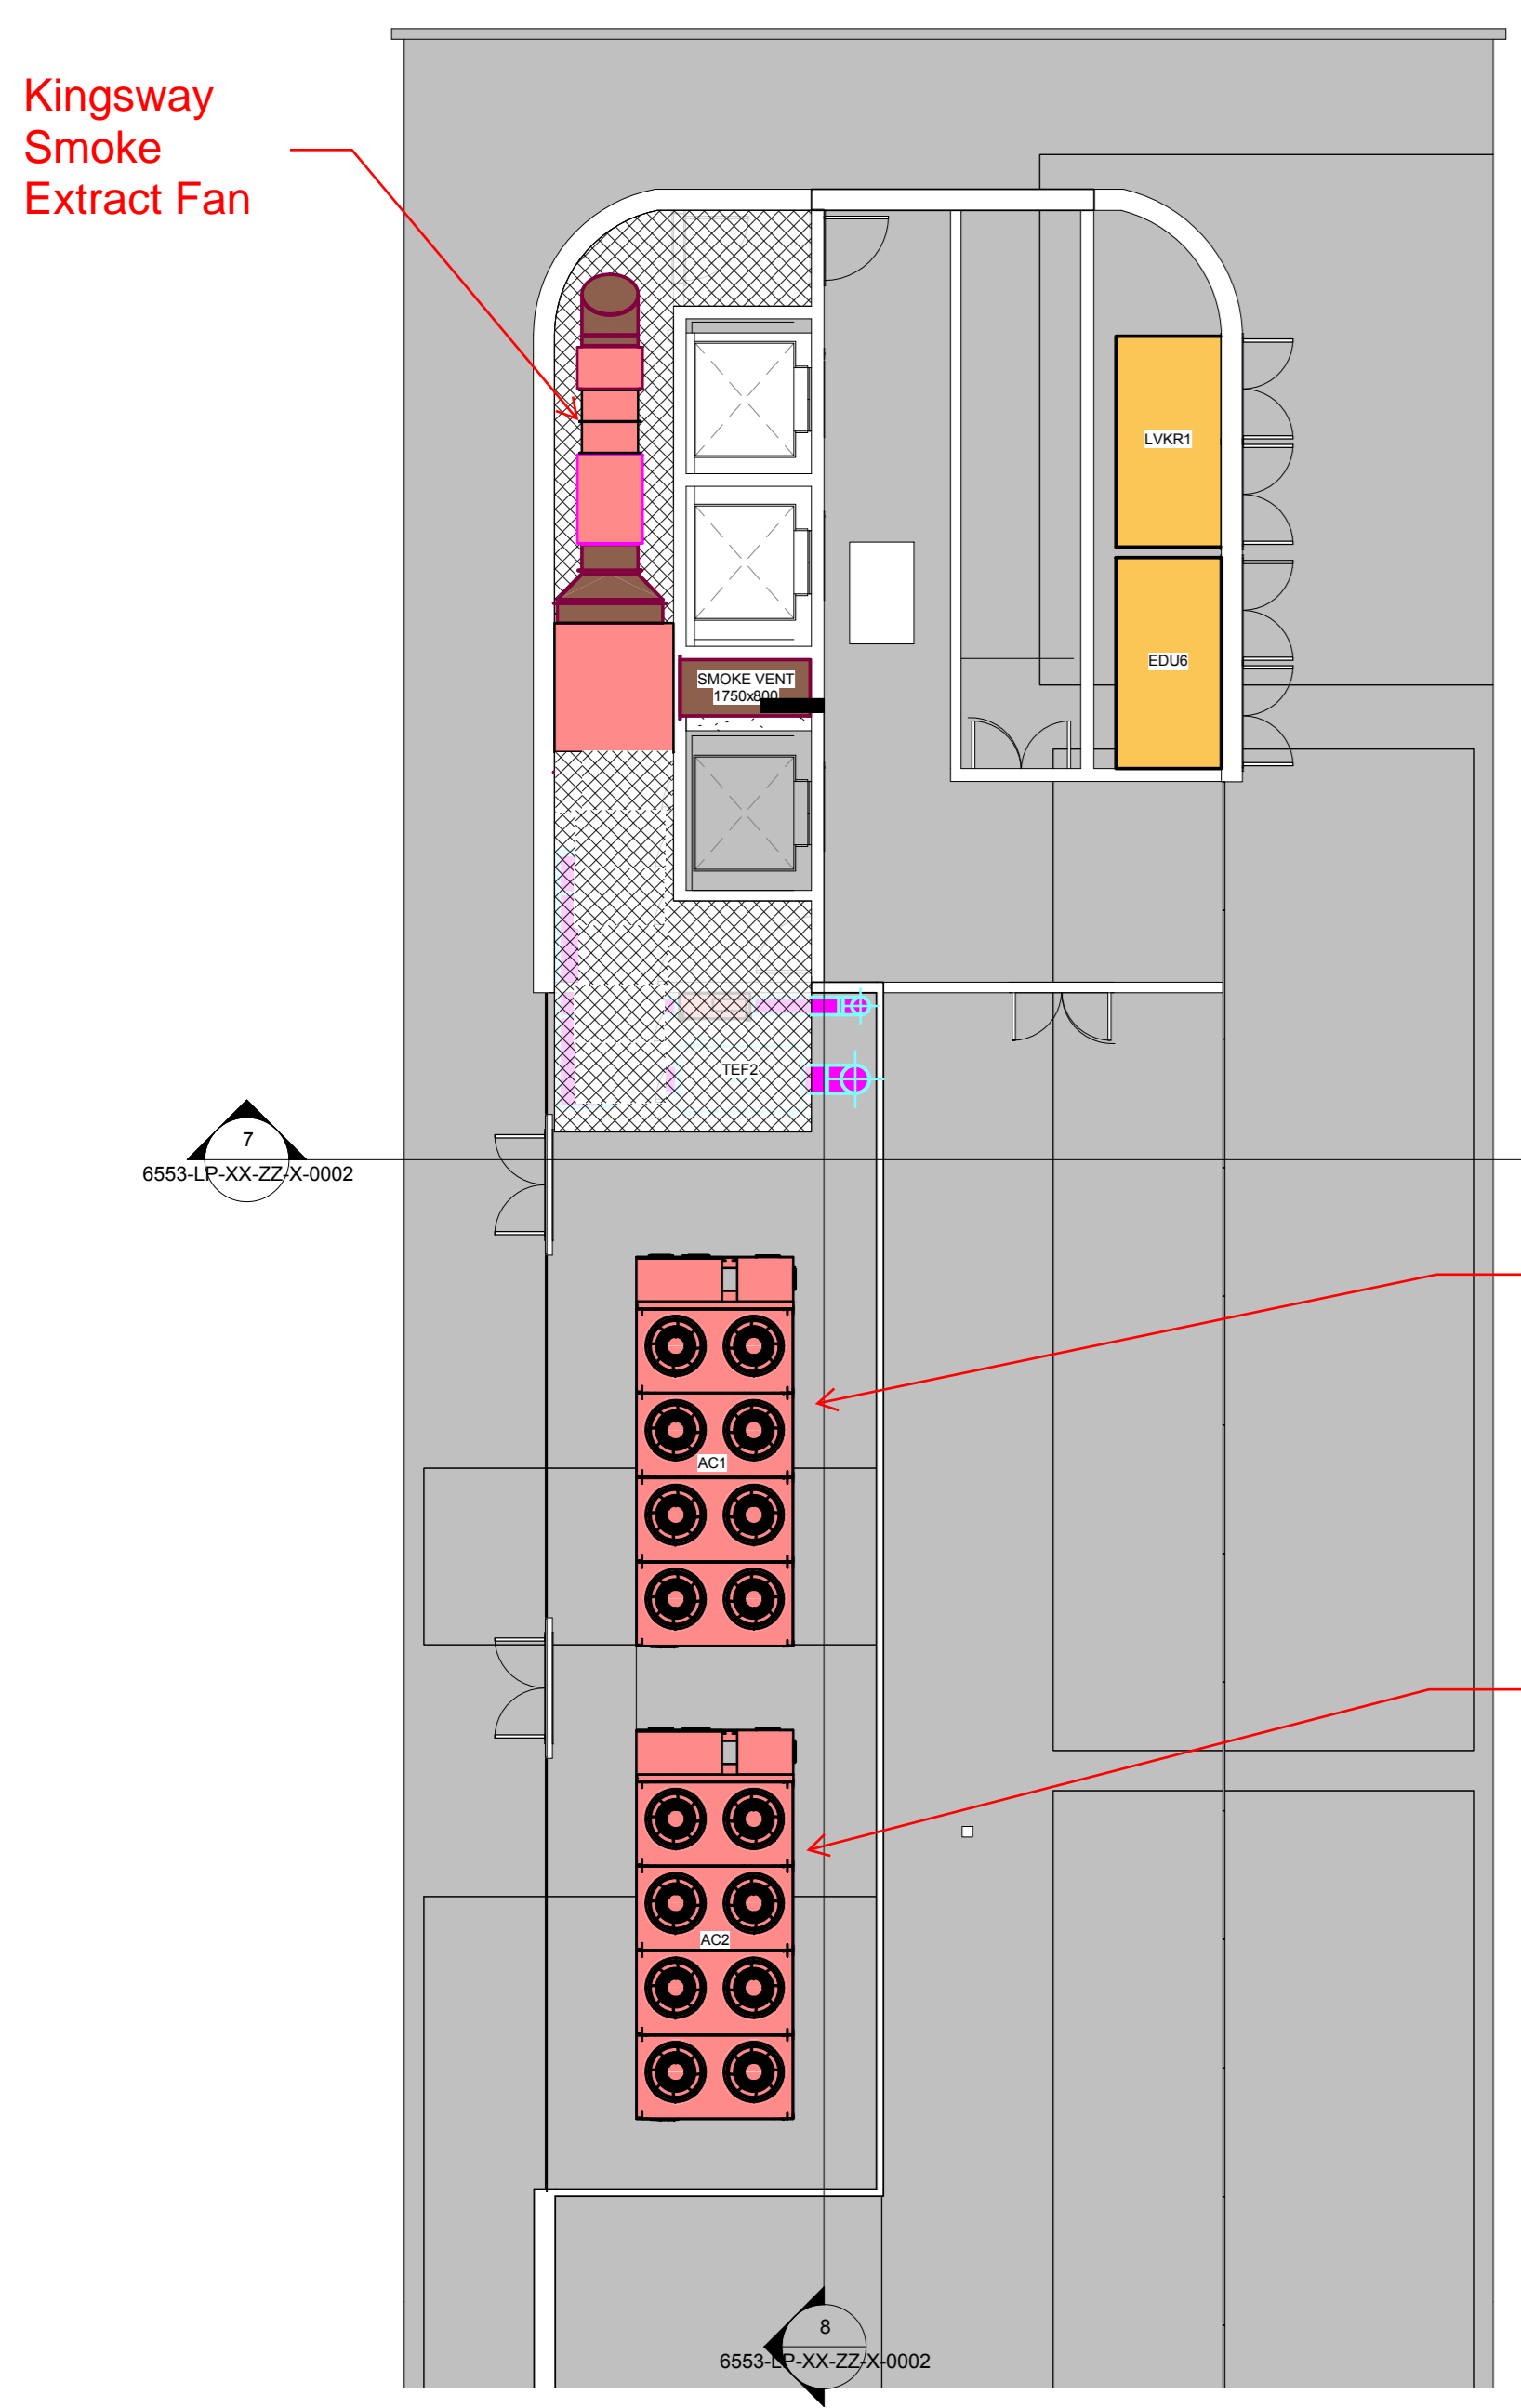 Kingsway
Smoke
Extract Fan
LVKR1
EDU6
SMOKE VENT
1750x800
TEF2
7
6553-LP-XX-ZZ-X-0002
AC1
AC2
8
6553-LP-XX-ZZ-X-0002